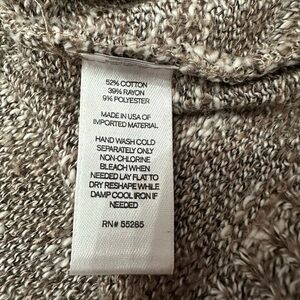 52% COTTON
39% RAYON
9% POLYESTER
MADE IN USA OF
IMPORTED MATERIAL
HAND WASH COLD
SEPARATELY ONLY
NON-CHLORINE
BLEACH WHEN
NEEDED LAY FLAT TO
DRY RESHAPE WHILE
DAMP COOL IRON IF
NEEDED
RN# 55285